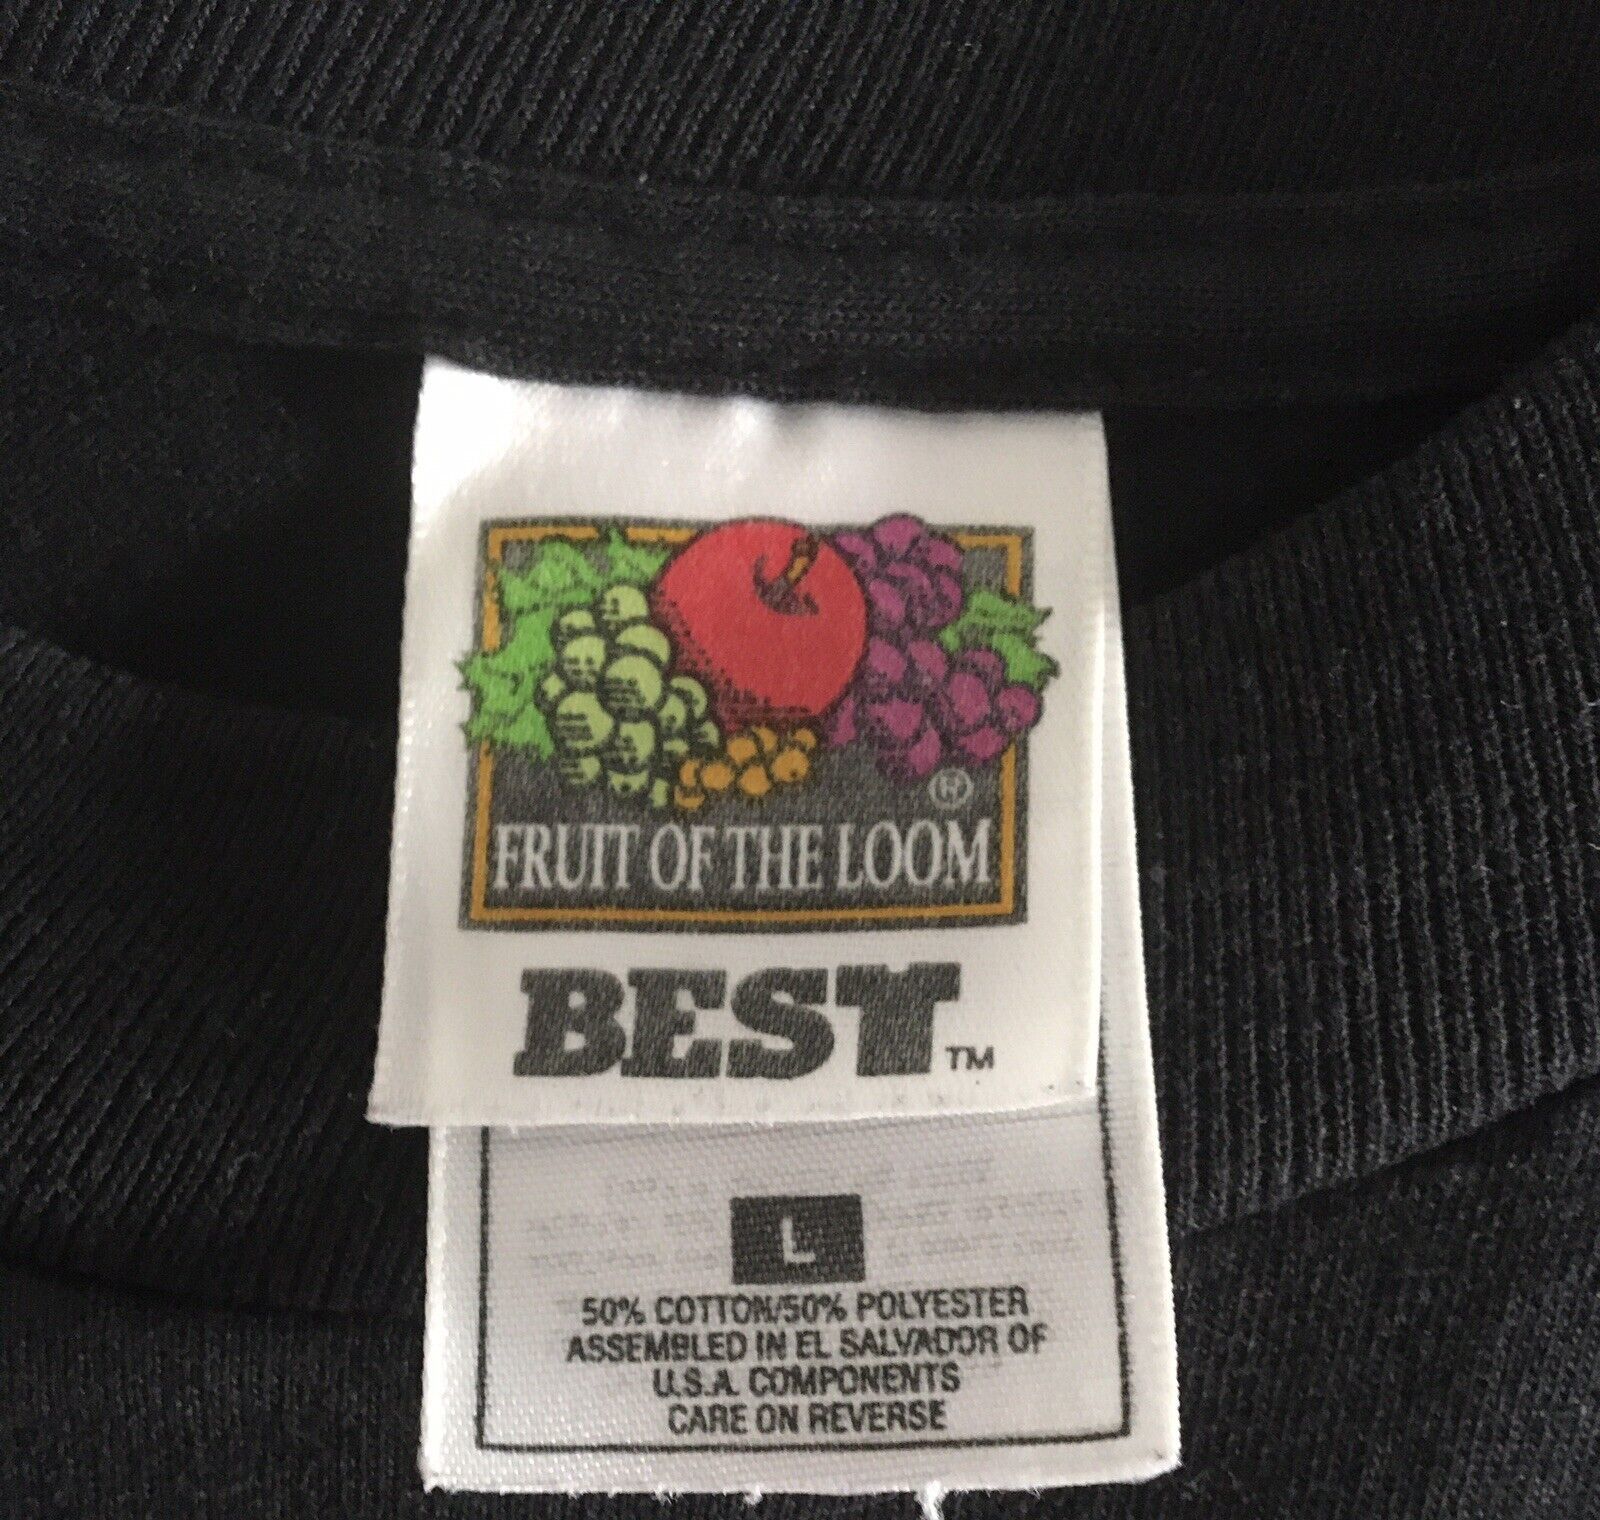 ®
FRUIT OF THE LOOM
BEST™
L
50% COTTON/50% POLYESTER
ASSEMBLED IN EL SALVADOR OF
U.S.A. COMPONENTS
CARE ON REVERSE